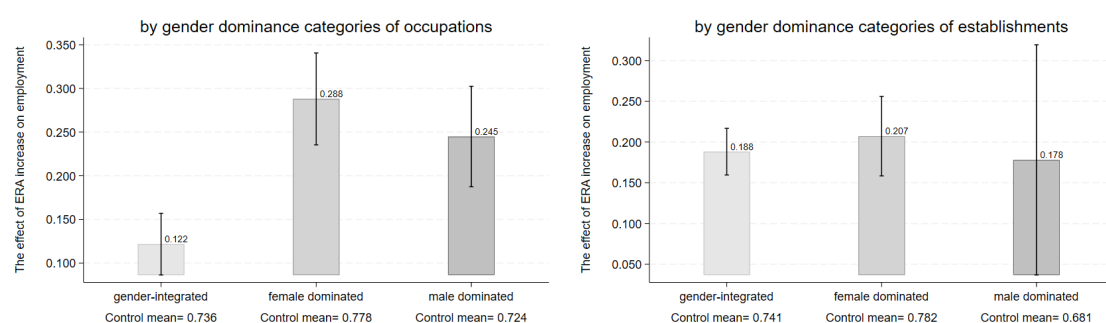 by gender dominance categories of occupations
The effect of ERA increase on employment
0.350
0.300
0.250
0.200
0.150
0.100
0.122
0.288
0.245
gender-integrated female dominated male dominated
Control mean= 0.736 Control mean= 0.778 Control mean= 0.724
by gender dominance categories of establishments
The effect of ERA increase on employment
0.300
0.250
0.200
0.150
0.100
0.050
0.188
0.207
0.178
gender-integrated female dominated male dominated
Control mean= 0.741 Control mean= 0.782 Control mean= 0.681